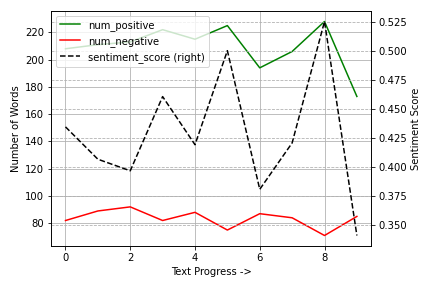 num_positive
num_negative
sentiment_score (right)
220
200
180
160
140
120
100
80
0.525
0.500
0.475
0.450
0.425
0.400
0.375
0.350
Number of Words
Sentiment Score
0 2 4 6 8
Text Progress ->